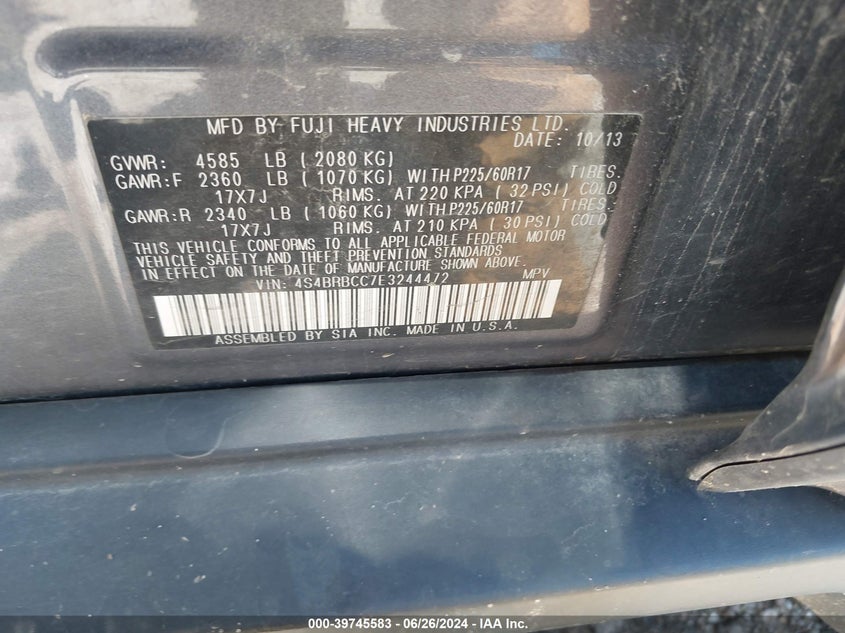 MFD BY FUJI HEAVY INDUSTRIES LTD.
DATE: 10/13
GVWR: 4585 LB ( 2080 KG)
GAWR:F 2360 LB ( 1070 KG) WITHP225/60R17 TIRES.
17X7J RIMS. AT 220 KPA ( 32 PSI) COLD
GAWR:R 2340 LB ( 1060 KG) WITHP225/60R17 TIRES.
17X7J RIMS. AT 210 KPA ( 30 PSI) COLD
THIS VEHICLE CONFORMS TO ALL APPLICABLE FEDERAL MOTOR
VEHICLE SAFETY AND THEFT PREVENTION STANDARDS
IN EFFECT ON THE DATE OF MANUFACTURE SHOWN ABOVE.
VIN: 4S4BRBCC7E3244472 MPV
ASSEMBLED BY SIA INC. MADE IN U.S.A.
000-39745583 - 06/26/2024 - IAA Inc.